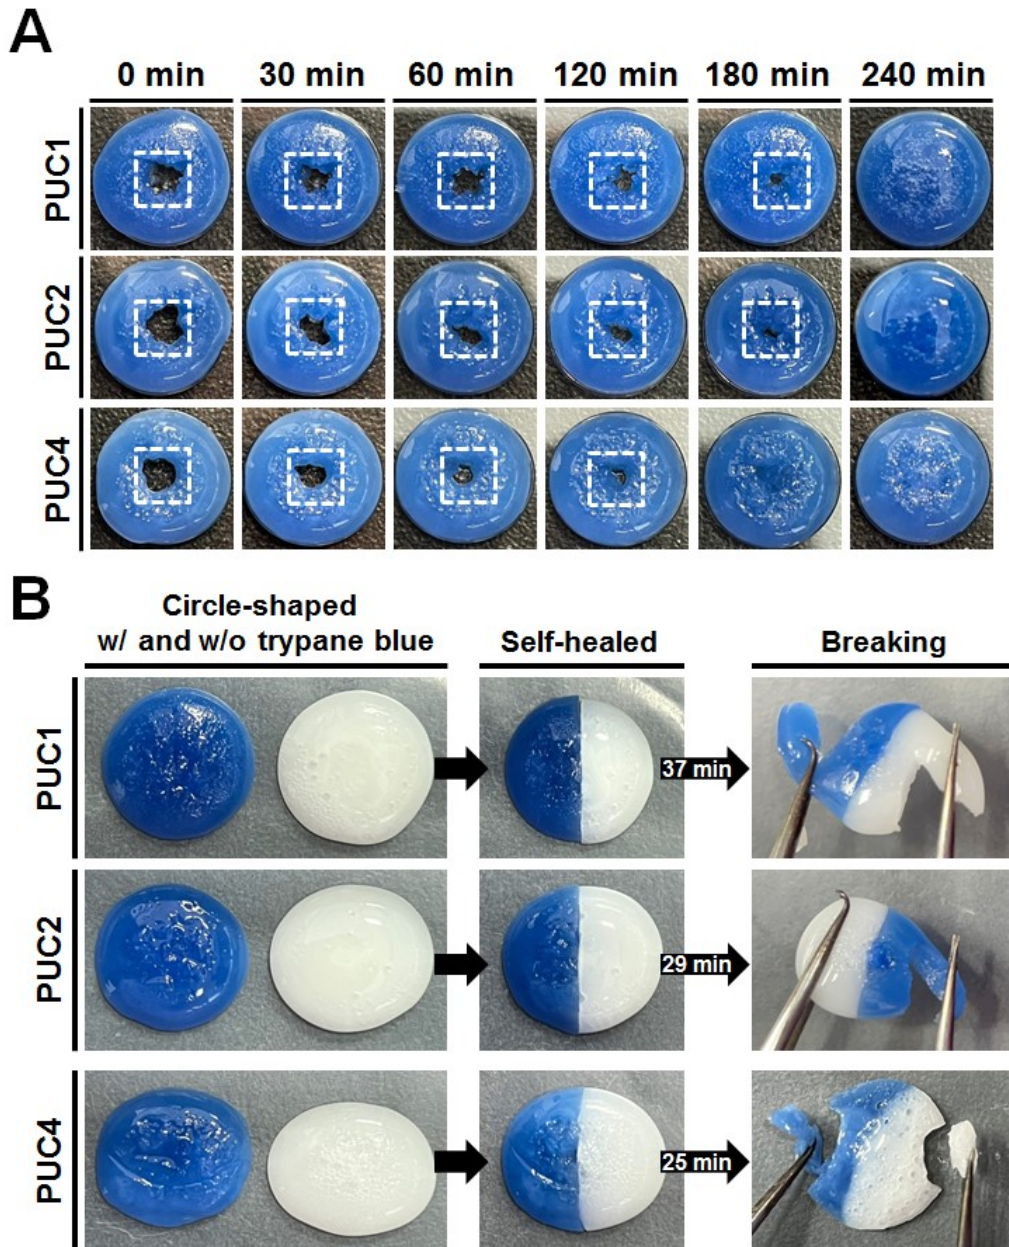 A
0 min 30 min 60 min 120 min 180 min 240 min
PUC1
PUC2
PUC4
B
Circle-shaped
w/ and w/o trypane blue
Self-healed
Breaking
PUC1
37 min
PUC2
29 min
PUC4
25 min